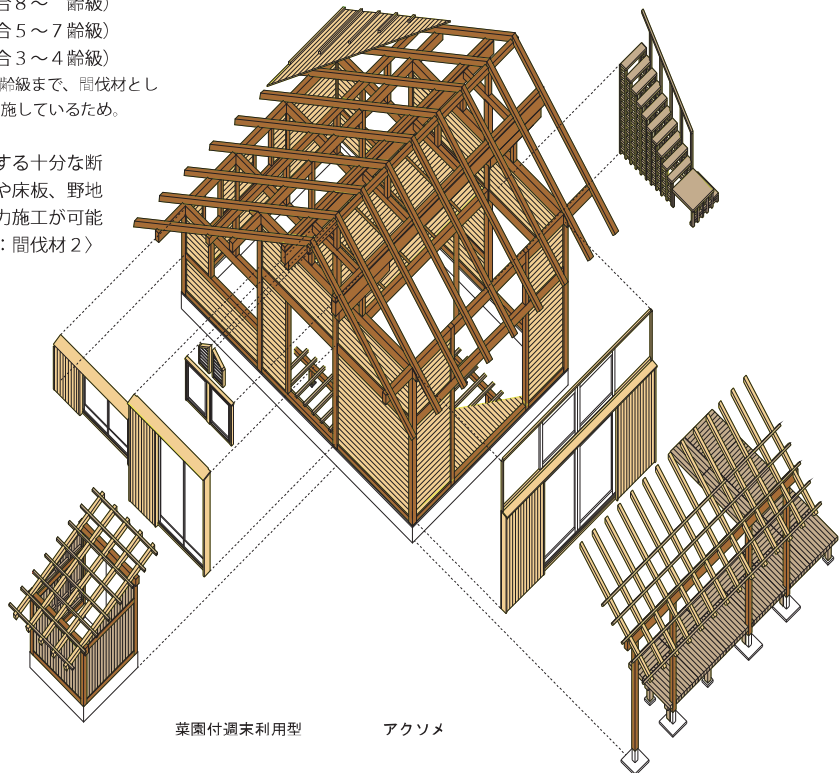 合８〜　齢級）
合５〜７齢級）
合３〜４齢級）
齢級まで、間伐材とし
施しているため。
する十分な断
や床板、野地
力施工が可能
：間伐材２〉
菜園付週末利用型　　アクソメ